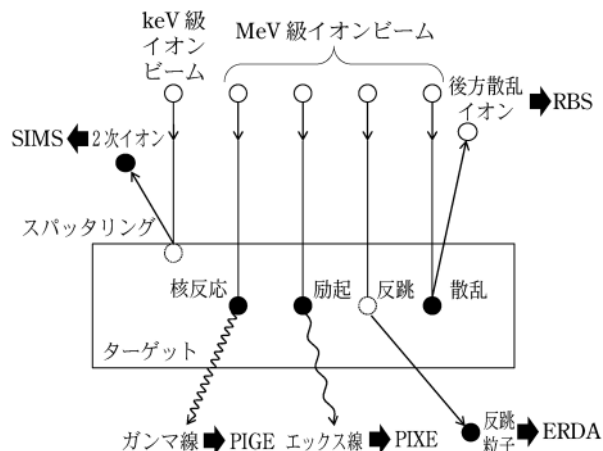 keV 級
イオン
ビーム
MeV 級イオンビーム
後方散乱
イオン
RBS
SIMS
2次イオン
スパッタリング
核反応
励起
反跳
散乱
ターゲット
ガンマ線
PIGE
エックス線
PIXE
反跳
粒子
ERDA